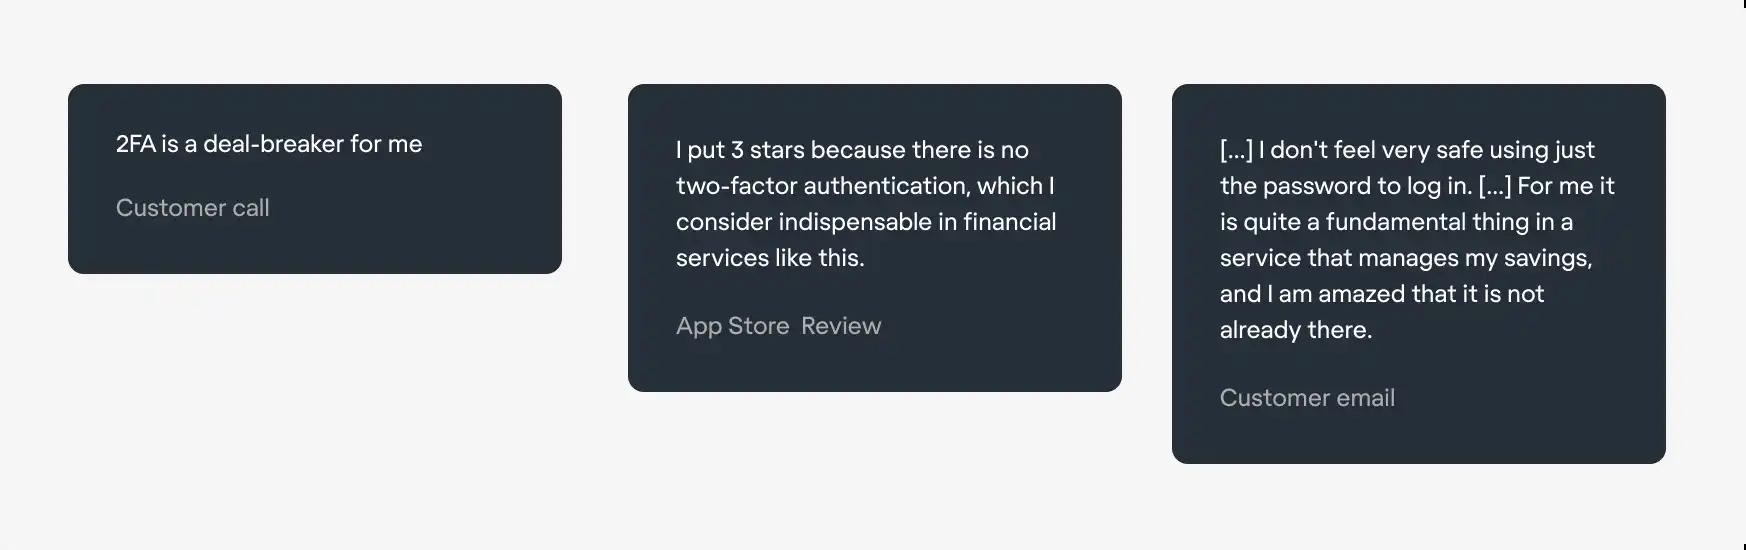 2FA is a deal-breaker for me
Customer call
I put 3 stars because there is no
two-factor authentication, which I
consider indispensable in financial
services like this.
App Store  Review
[...] I don't feel very safe using just
the password to log in. [...] For me it
is quite a fundamental thing in a
service that manages my savings,
and I am amazed that it is not
already there.
Customer email